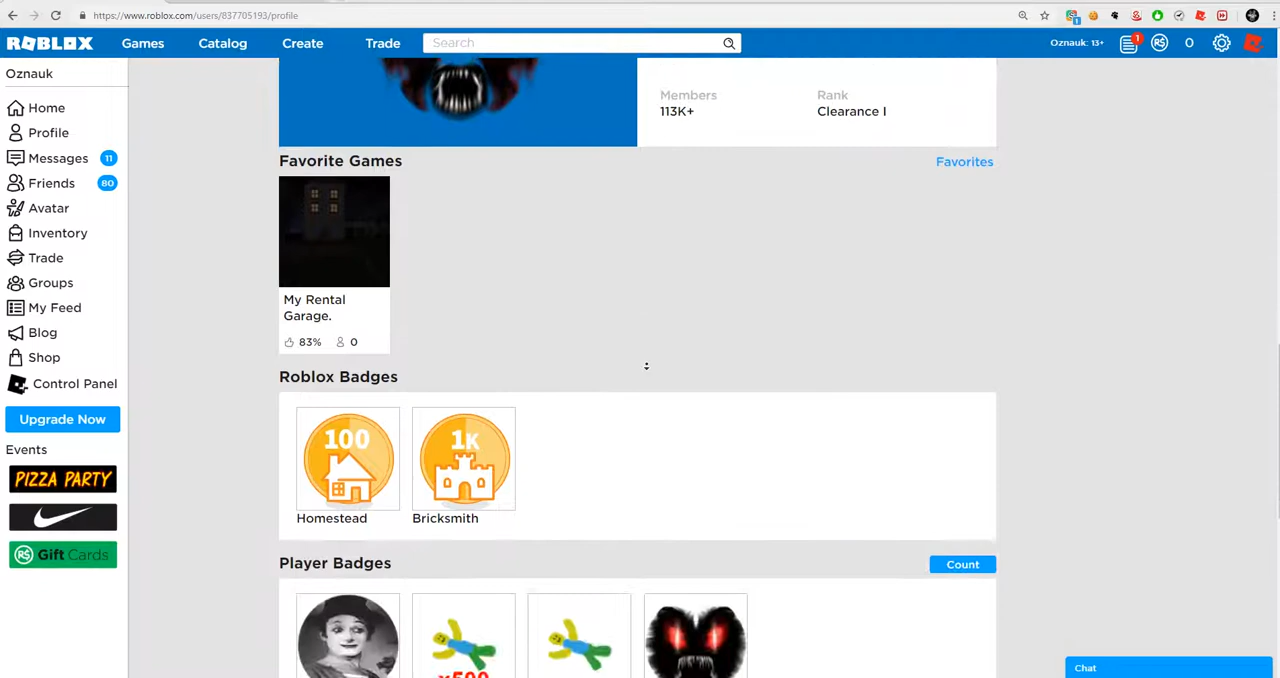 https://www.roblox.com/users/837705193/profile
ROBLOX
Games
Catalog
Create
Trade
Search
Oznauk: 13+
1
0
Oznauk
Home
Profile
Messages 11
Friends 80
Avatar
Inventory
Trade
Groups
My Feed
Blog
Shop
Control Panel
Upgrade Now
Events
PIZZA PARTY
R$ Gift Cards
Members
113K+
Rank
Clearance I
Favorite Games
Favorites
My Rental
Garage.
83% 0
Roblox Badges
100
1K
Homestead
Bricksmith
Player Badges
Count
x500
Chat